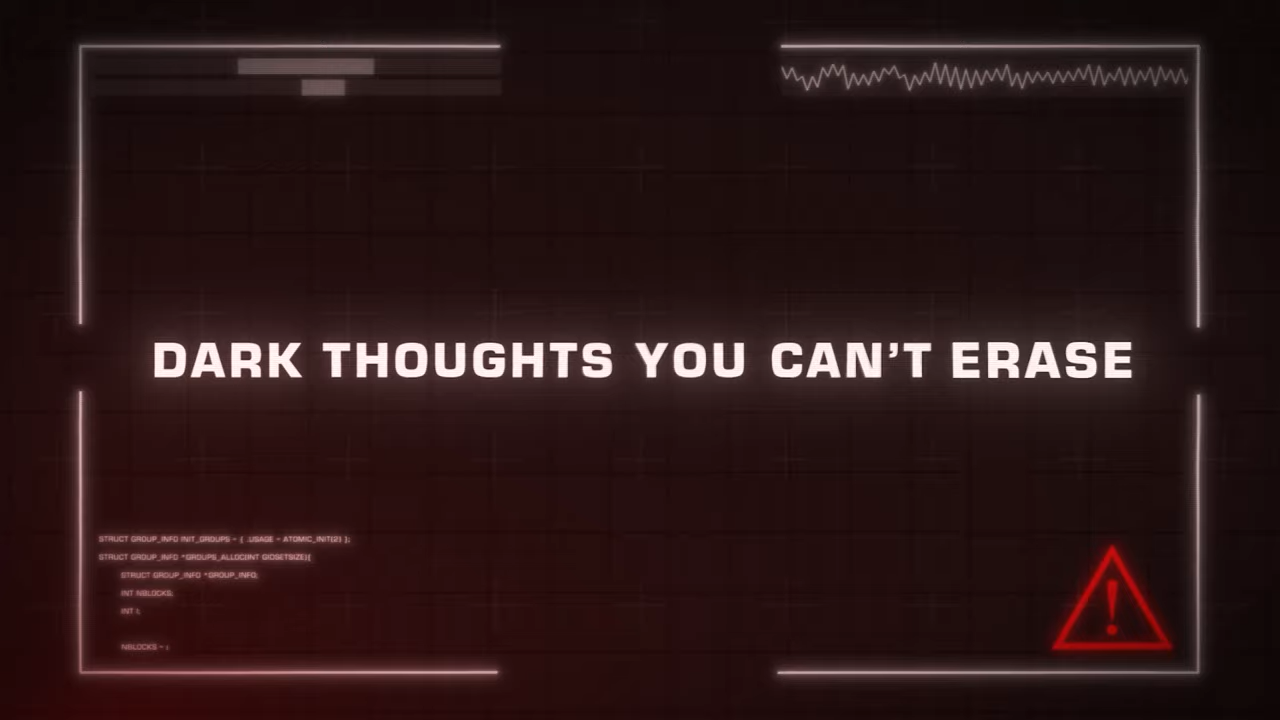 DARK THOUGHTS YOU CAN'T ERASE
STRUCT GROUP_INFO INIT_GROUPS = { .USAGE = ATOMIC_INIT(2) };
STRUCT GROUP_INFO *GROUPS_ALLOC(INT GIDSETSIZE){
STRUCT GROUP_INFO *GROUP_INFO;
INT NBLOCKS;
INT I;
NBLOCKS =
!